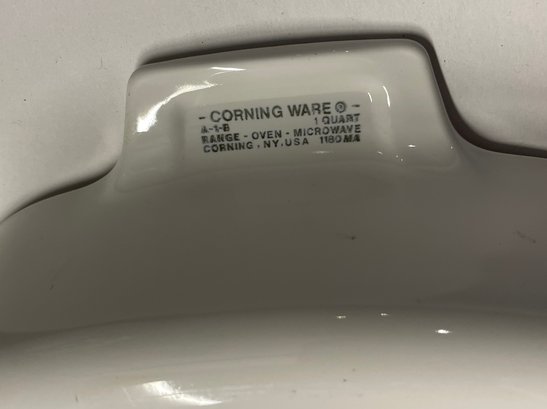 - CORNING WARE ® -
A-1-B 1 QUART
RANGE - OVEN - MICROWAVE
CORNING . NY . USA 1180 MA